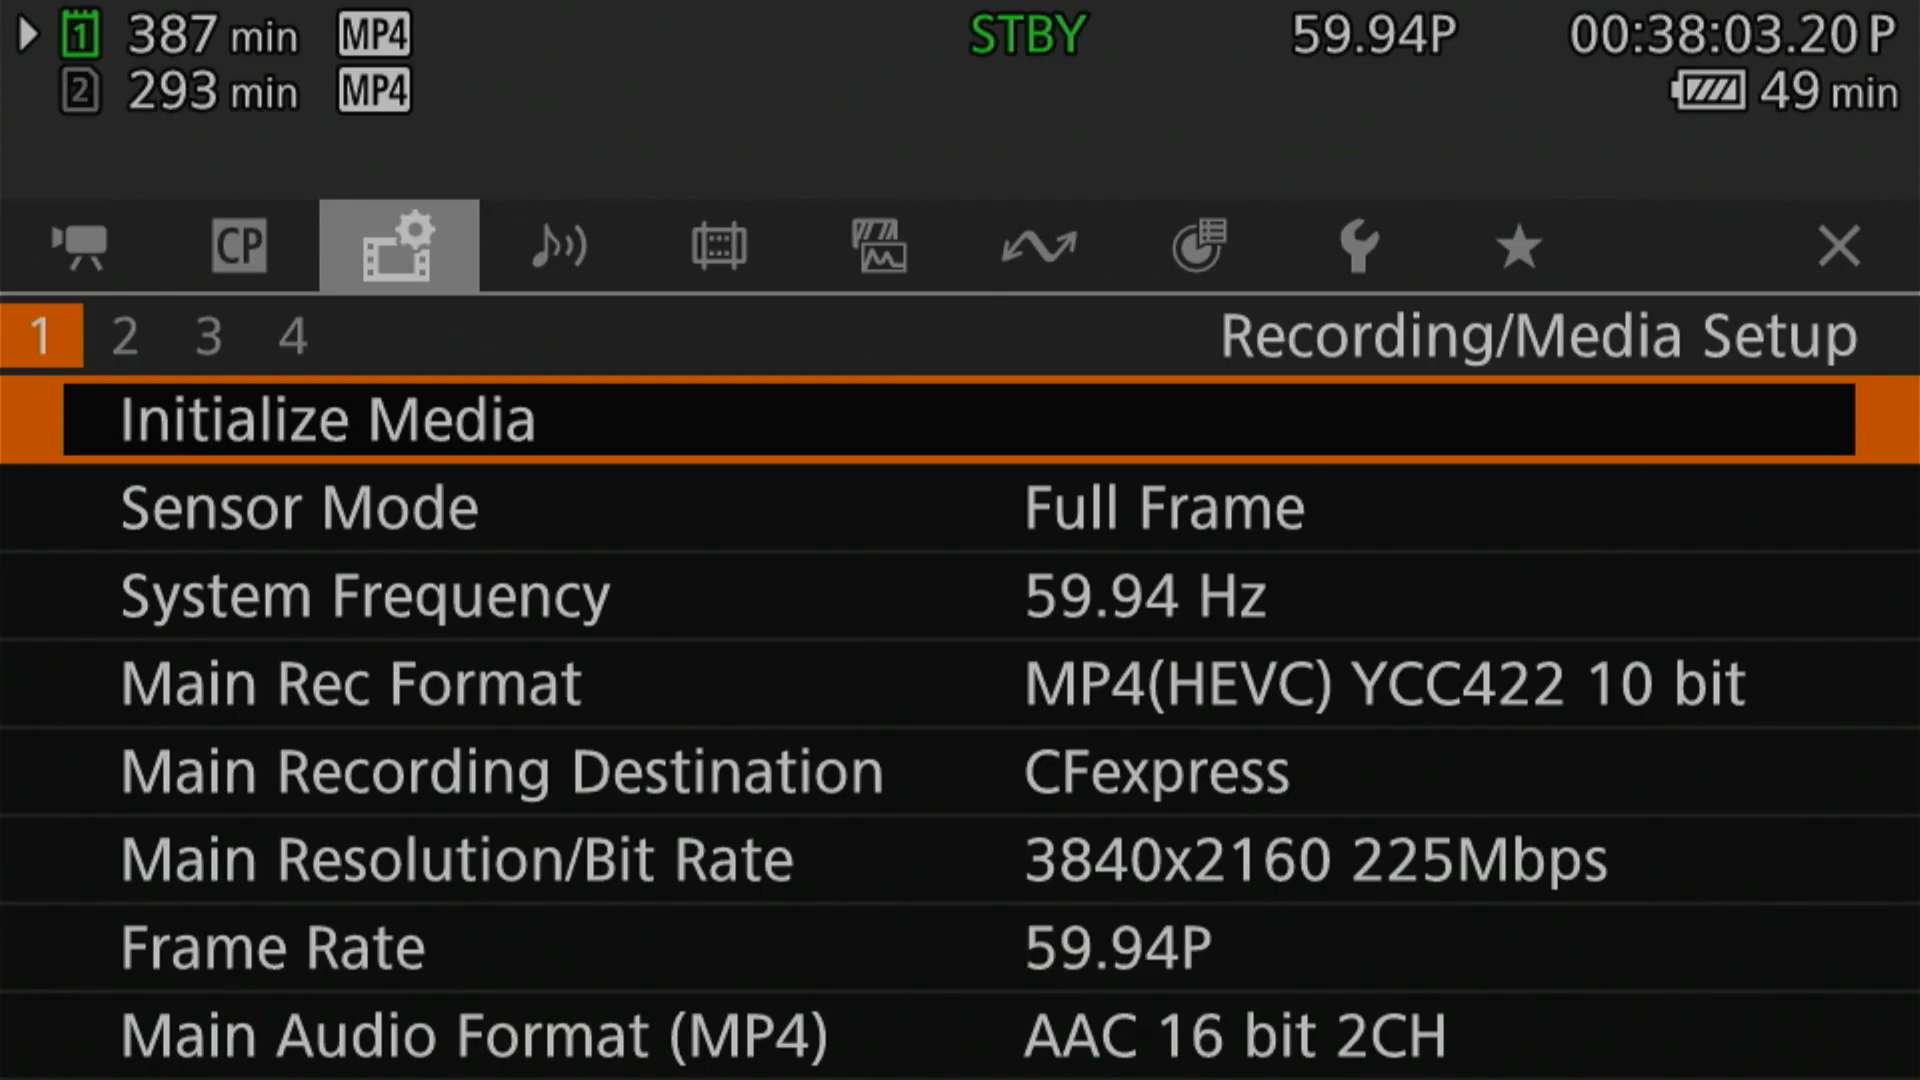 1 387 min MP4 STBY 59.94P 00:38:03.20 P
2 293 min MP4 49 min
CP
1 2 3 4 Recording/Media Setup
Initialize Media
Sensor Mode Full Frame
System Frequency 59.94 Hz
Main Rec Format MP4(HEVC) YCC422 10 bit
Main Recording Destination CFexpress
Main Resolution/Bit Rate 3840x2160 225Mbps
Frame Rate 59.94P
Main Audio Format (MP4) AAC 16 bit 2CH